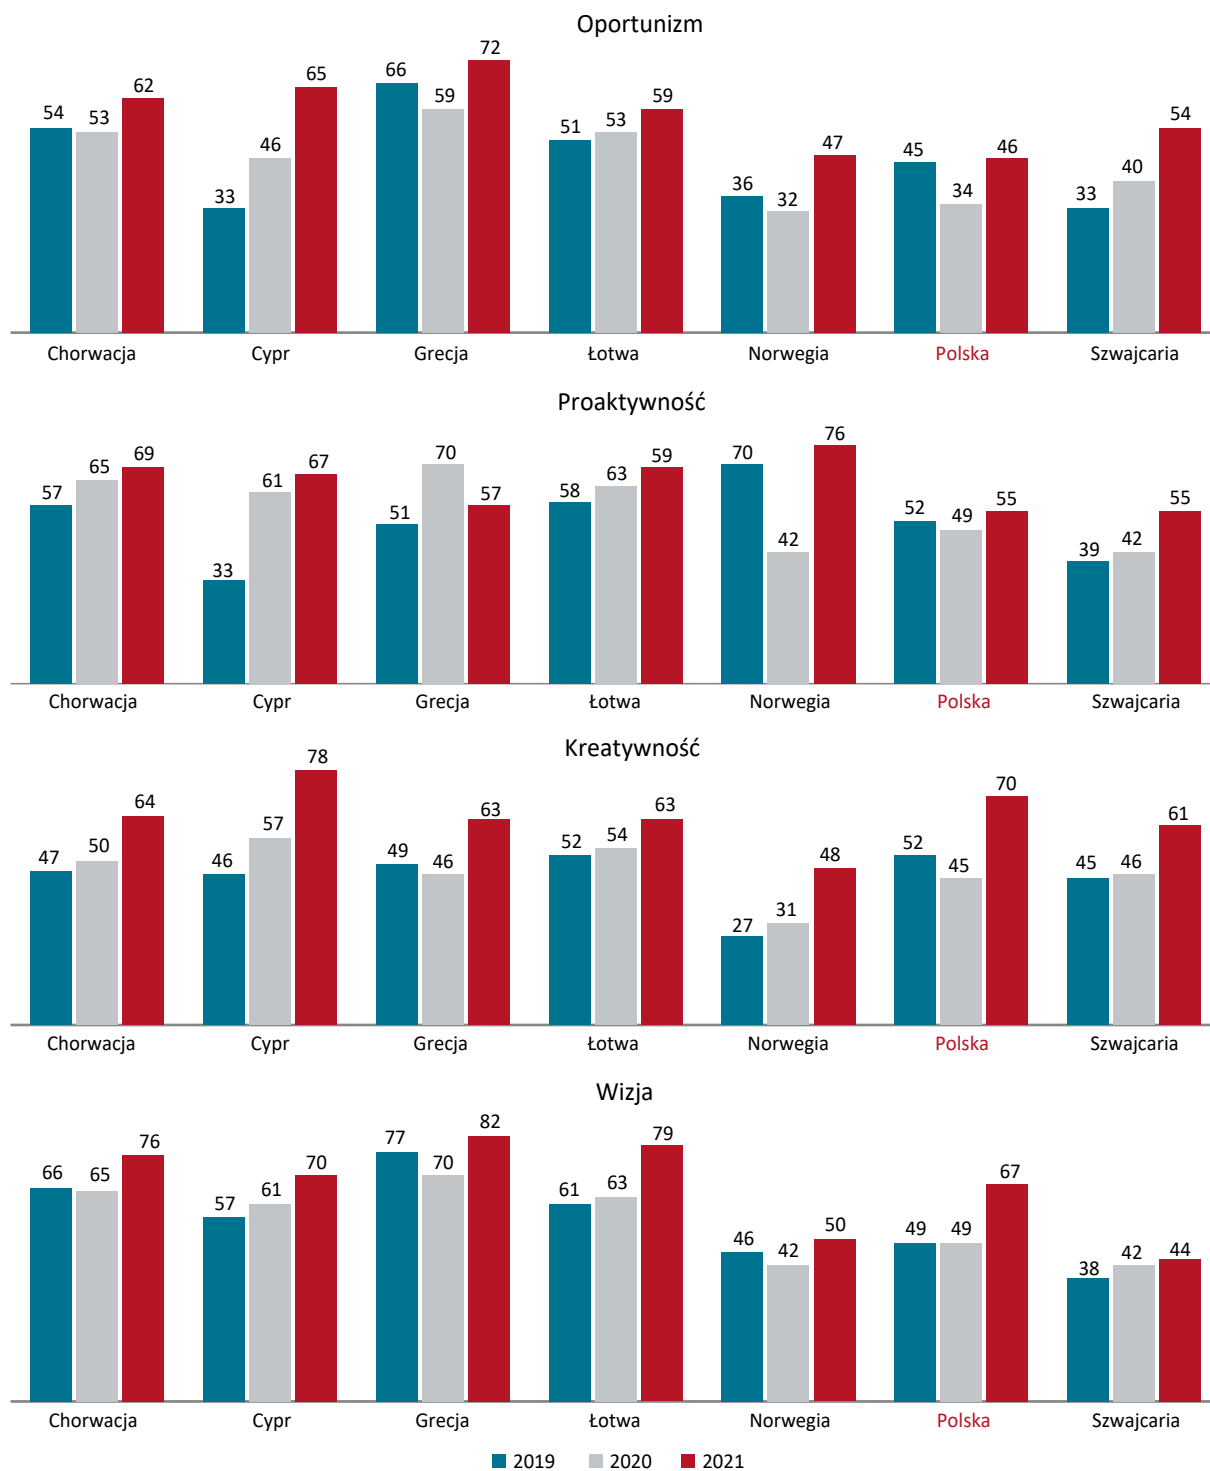 Oportunizm
54 53 62 33 46 65 66 59 72 51 53 59 36 32 47 45 34 46 33 40 54
Chorwacja Cypr Grecja Łotwa Norwegia Polska Szwajcaria
Proaktywność
57 65 69 33 61 67 51 70 57 58 63 59 70 42 76 52 49 55 39 42 55
Chorwacja Cypr Grecja Łotwa Norwegia Polska Szwajcaria
Kreatywność
47 50 64 46 57 78 49 46 63 52 54 63 27 31 48 52 45 70 45 46 61
Chorwacja Cypr Grecja Łotwa Norwegia Polska Szwajcaria
Wizja
66 65 76 57 61 70 77 70 82 61 63 79 46 42 50 49 49 67 38 42 44
Chorwacja Cypr Grecja Łotwa Norwegia Polska Szwajcaria
2019 2020 2021